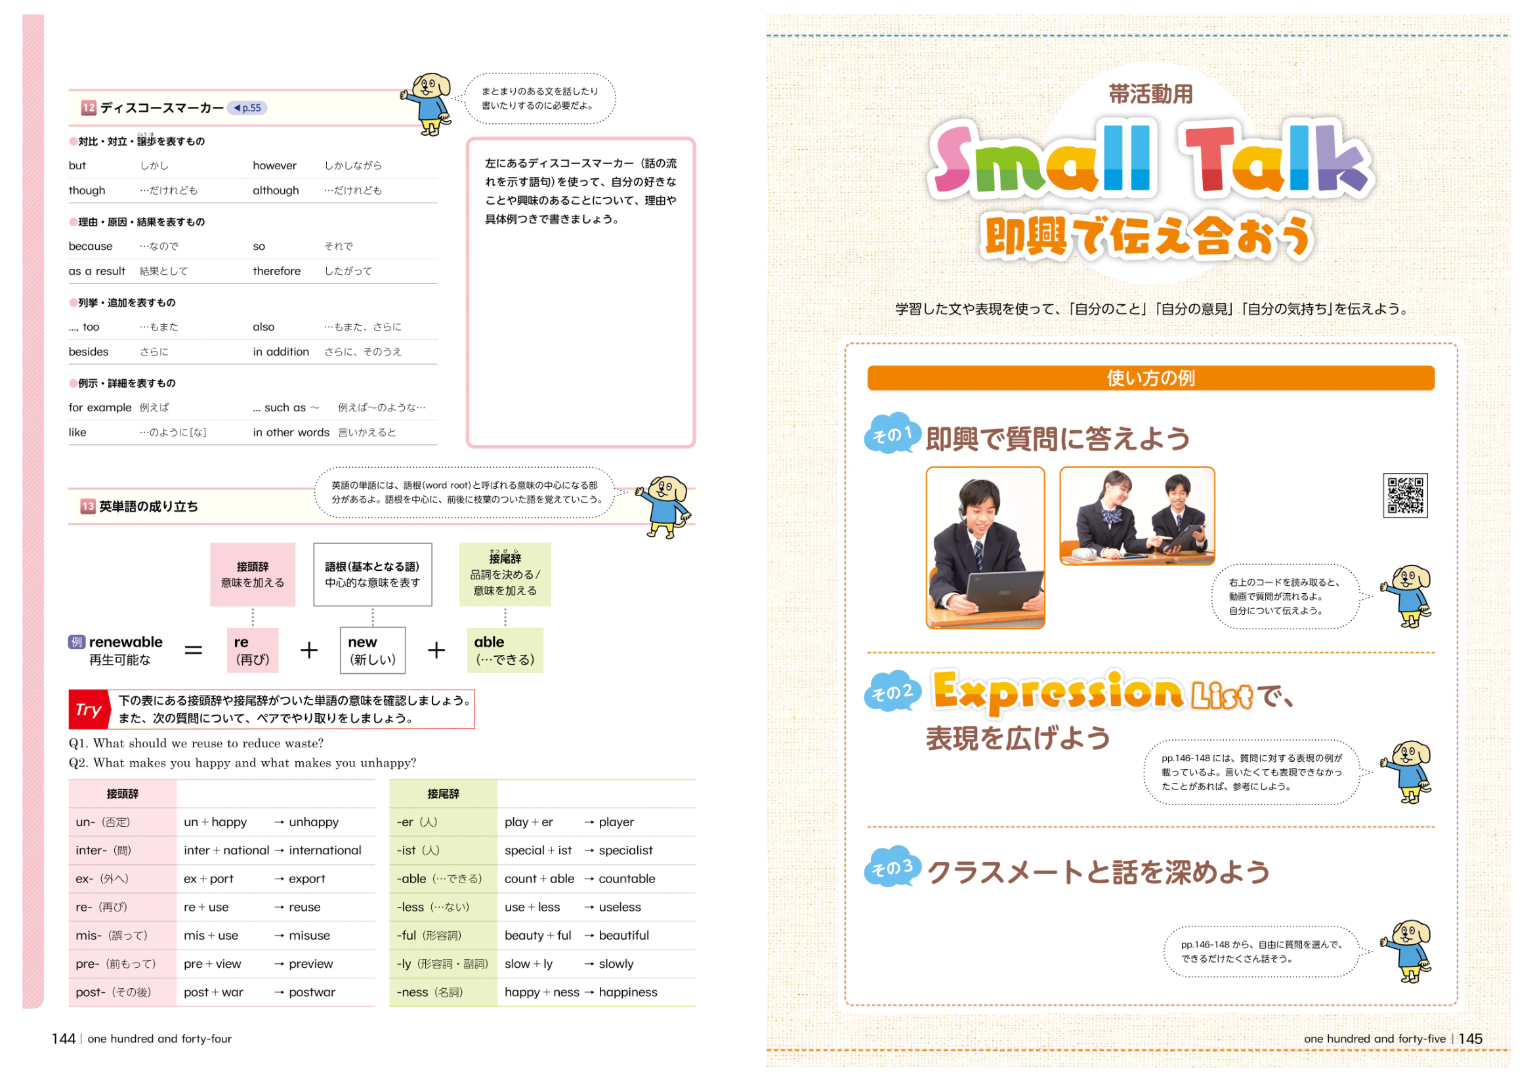 12 ディスコースマーカー ◀p.55
まとまりのある文を話したり
書いたりするのに必要だよ。
●対比・対立・譲歩を表すもの
but しかし however しかしながら
though …だけれども although …だけれども
●理由・原因・結果を表すもの
because …なので so それで
as a result 結果として therefore したがって
●列挙・追加を表すもの
..., too …もまた also …もまた、さらに
besides さらに in addition さらに、そのうえ
●例示・詳細を表すもの
for example 例えば ... such as ～ 例えば～のような…
like …のように[な] in other words 言いかえると
左にあるディスコースマーカー（話の流
れを示す語句）を使って、自分の好きな
ことや興味のあることについて、理由や
具体例つきで書きましょう。
13 英単語の成り立ち
英語の単語には、語根(word root)と呼ばれる意味の中心になる部
分があるよ。語根を中心に、前後に枝葉のついた語を覚えていこう。
接頭辞
意味を加える
語根(基本となる語)
中心的な意味を表す
接尾辞
品詞を決める/
意味を加える
例 renewable = re + new + able
再生可能な (再び) (新しい) (…できる)
Try
下の表にある接頭辞や接尾辞がついた単語の意味を確認しましょう。
また、次の質問について、ペアでやり取りをしましょう。
Q1. What should we reuse to reduce waste?
Q2. What makes you happy and what makes you unhappy?
接頭辞
un-（否定） un + happy → unhappy
inter-（間） inter + national → international
ex-（外へ） ex + port → export
re-（再び） re + use → reuse
mis-（誤って） mis + use → misuse
pre-（前もって） pre + view → preview
post-（その後） post + war → postwar
接尾辞
-er（人） play + er → player
-ist（人） special + ist → specialist
-able（…できる） count + able → countable
-less（…ない） use + less → useless
-ful（形容詞） beauty + ful → beautiful
-ly（形容詞・副詞） slow + ly → slowly
-ness（名詞） happy + ness → happiness
144 | one hundred and forty-four
帯活動用
Small Talk
即興で伝え合おう
学習した文や表現を使って、「自分のこと」「自分の意見」「自分の気持ち」を伝えよう。
使い方の例
その1 即興で質問に答えよう
右上のコードを読み取ると、
動画で質問が流れるよ。
自分について伝えよう。
その2 Expression Listで、
表現を広げよう
pp.146-148には、質問に対する表現の例が
載っているよ。言いたくても表現できなかっ
たことがあれば、参考にしよう。
その3 クラスメートと話を深めよう
pp.146-148から、自由に質問を選んで、
できるだけたくさん話そう。
one hundred and forty-five | 145